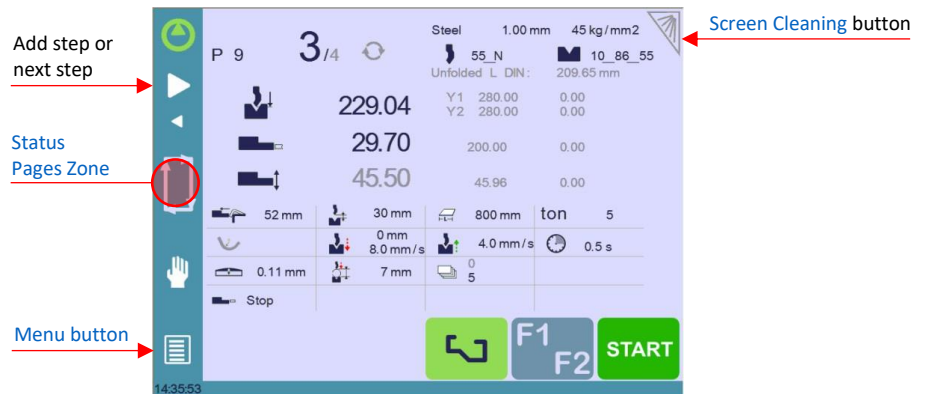 Screen Cleaning button
Add step or
next step
Status
Pages Zone
Menu button
P 9
3/4
Steel 1.00 mm 45 kg/mm2
55_N 10__86_55
Unfolded L DIN: 209.65 mm
229.04
Y1 280.00 0.00
Y2 280.00 0.00
29.70 200.00 0.00
45.50 45.96 0.00
52 mm 30 mm 800 mm ton 5
0 mm
8.0 mm/s 4.0 mm/s 0.5 s
0.11 mm 7 mm 0
5
Stop
F1
F2
START
14:35:53